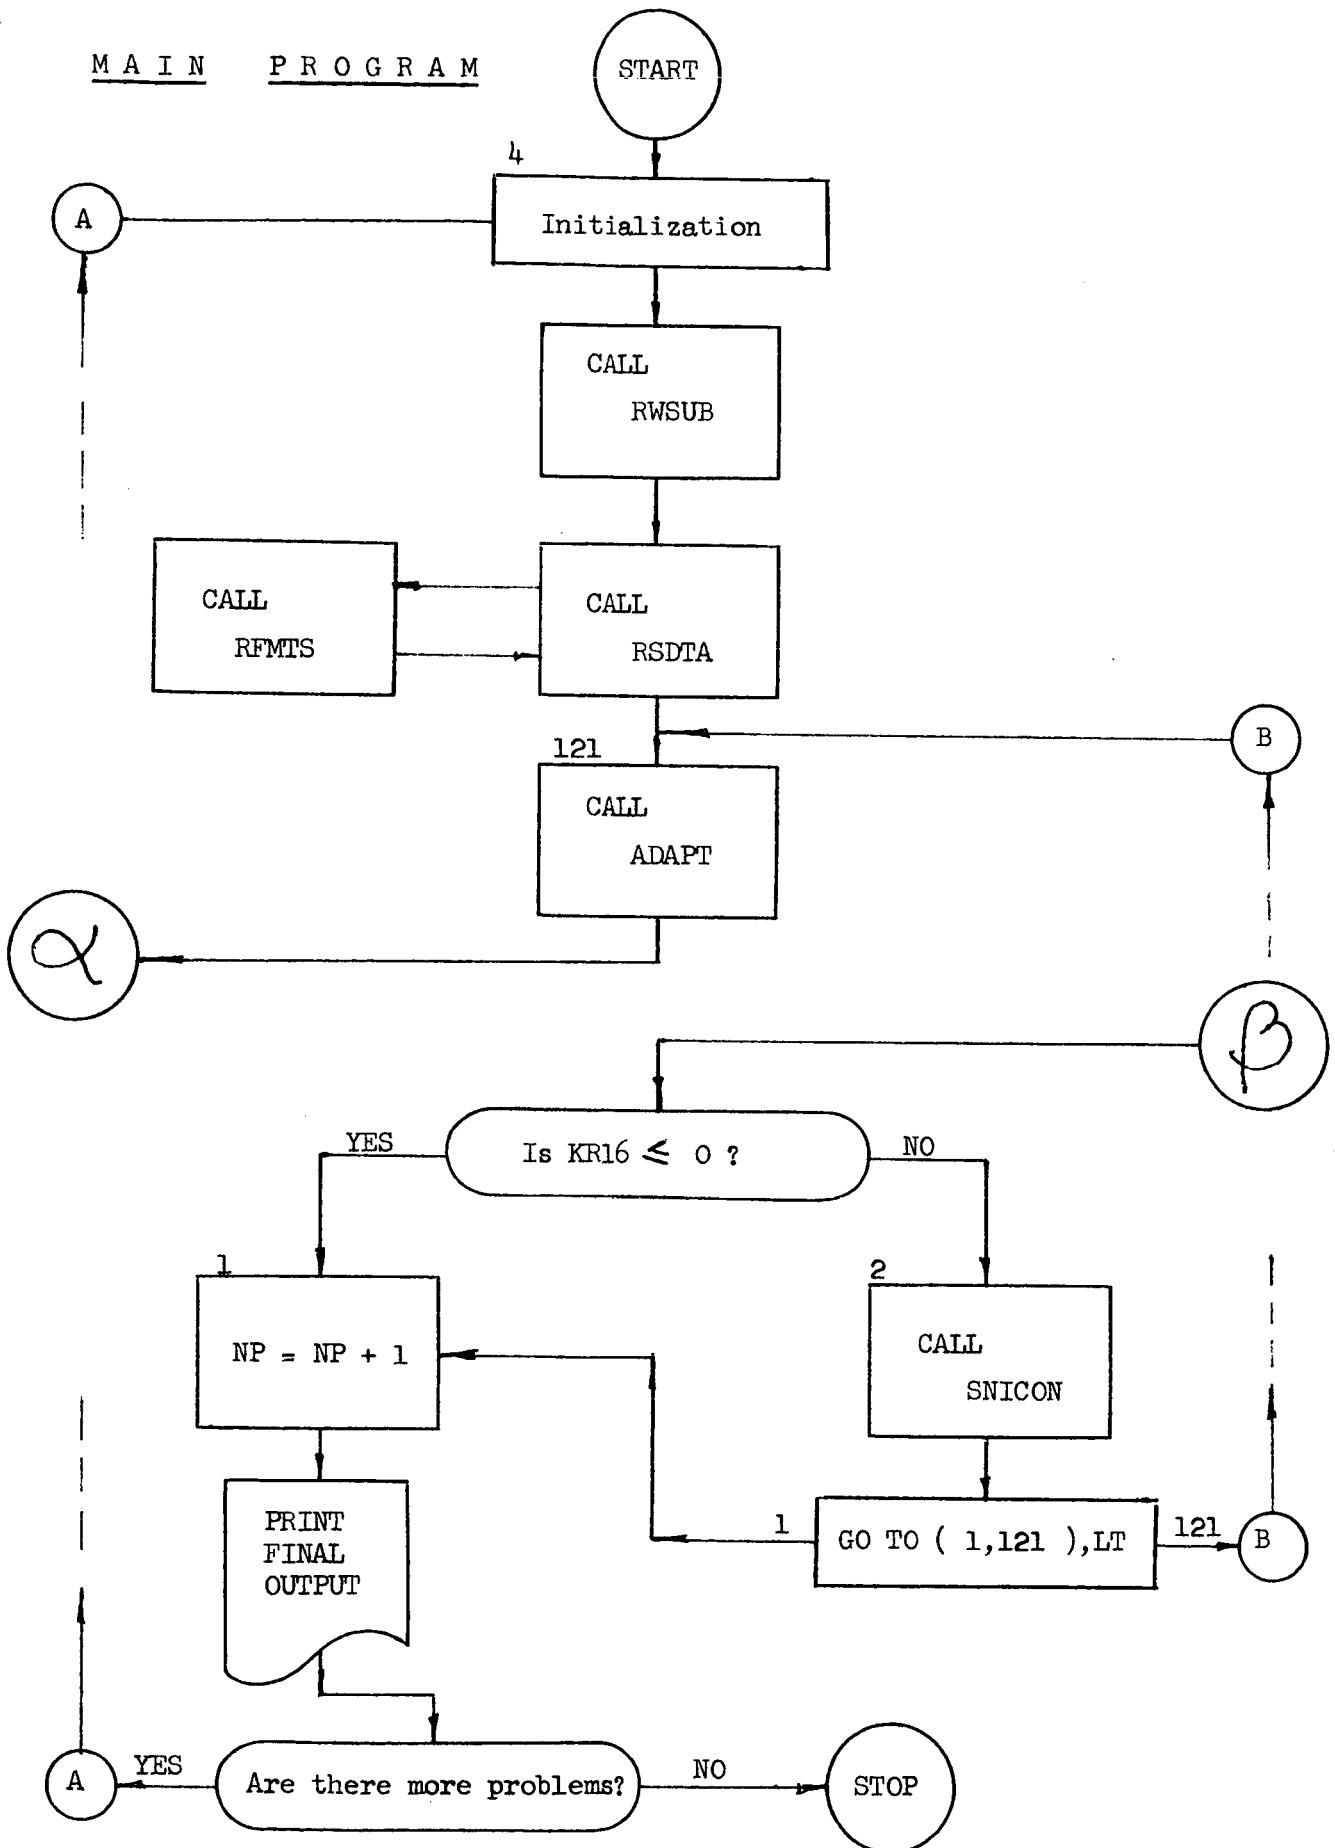 MAIN PROGRAM
START
4
A
Initialization
CALL
RWSUB
CALL
RFMTS
CALL
RSDTA
B
121
CALL
ADAPT
α
β
YES
Is KR16 ≤ 0 ?
NO
1
NP = NP + 1
2
CALL
SNICON
PRINT
FINAL
OUTPUT
1
GO TO ( 1,121 ),LT
121
B
A
YES
Are there more problems?
NO
STOP